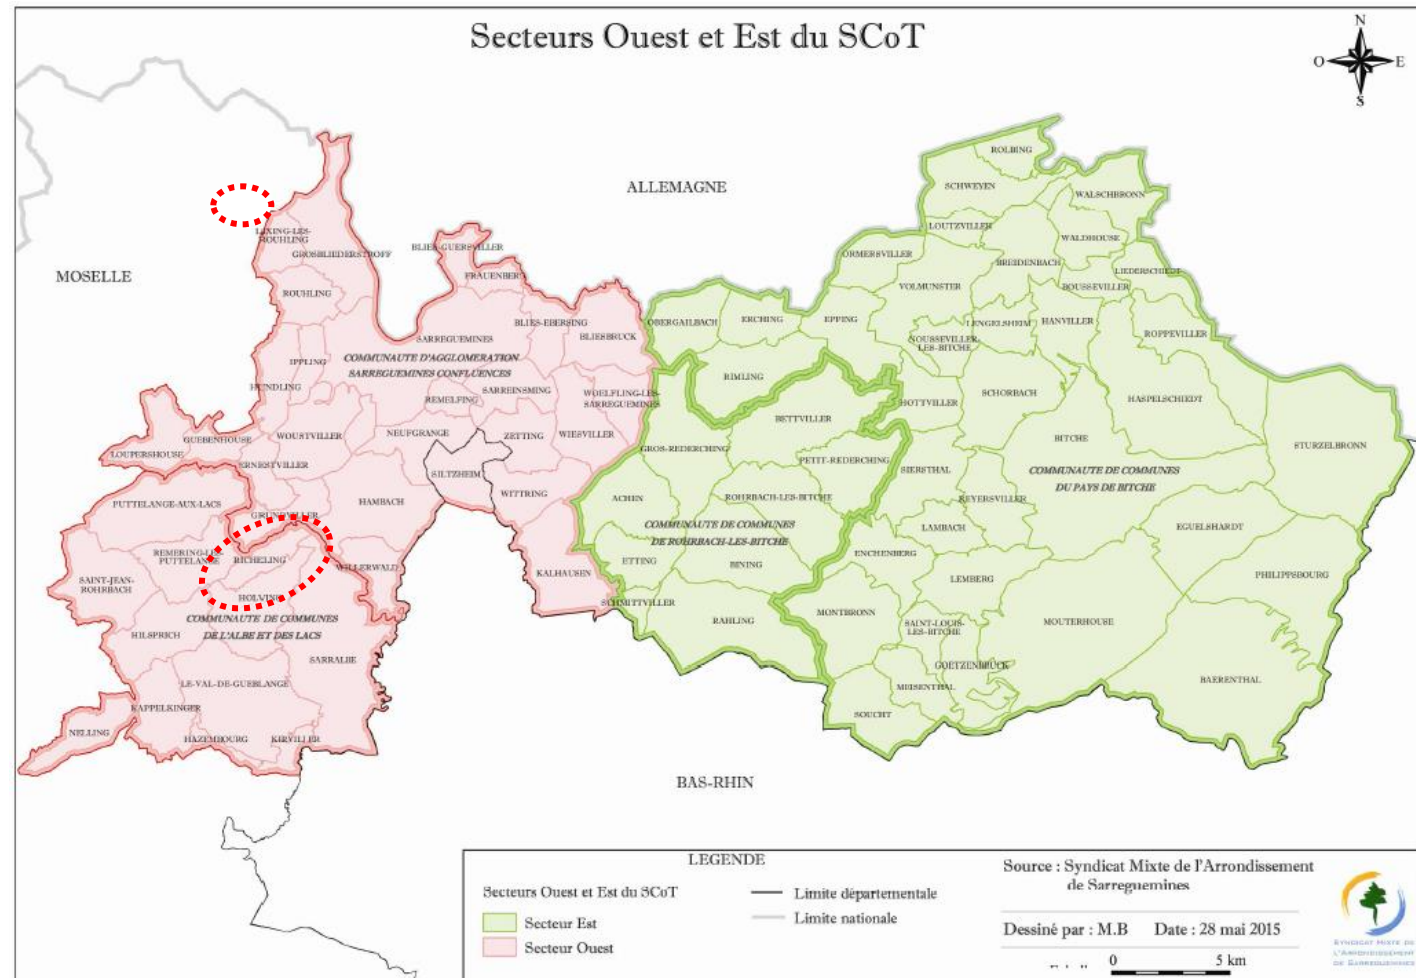 Secteurs Ouest et Est du SCoT
N
O
E
S
ALLEMAGNE
MOSELLE
BAS-RHIN
ROLBING
SCHWEYEN
WALSCHBRONN
LOUTZVILLER
WALDHOUSE
ORMERSVILLER
BREIDENBACH
LIEDERSCHIEDT
VOLMUNSTER
BOUSSEVILLER
LIXING-LES-
ROUHLING
GROSBLIEDERSTROFF
BLIES-GUERSVILLER
FRAUENBERG
ROUHLING
OBERGAILBACH
ERCHING
EPPING
LENGELSHEIM
HANVILLER
ROPPEVILLER
BLIES-EBERSING
BLIESBRUCK
SARREGUEMINES
NOUSSEVILLER
-LES-BITCHE
COMMUNAUTE D'AGGLOMERATION
SARREGUEMINES CONFLUENCES
IPPLING
HUNDLING
RIMLING
SARREINSMING
REMELFING
WOELFLING-LES-
SARREGUEMINES
SCHORBACH
HASPELSCHIEDT
HOTTVILLER
BETTVILLER
GUEBENHOUSE
WOUSTVILLER
NEUFGRANGE
ZETTING
WIESVILLER
BITCHE
STURZELBRONN
LOUPERSHOUSE
ERNESTVILLER
GROS-REDERCHING
PETIT-REDERCHING
SIERSTHAL
COMMUNAUTE DE COMMUNES
DU PAYS DE BITCHE
SILTZHEIM
WITTRING
ACHEN
ROHRBACH-LES-BITCHE
REYERSVILLER
PUTTELANGE-AUX-LACS
HAMBACH
GRUNDVILLER
COMMUNAUTE DE COMMUNES
DE ROHRBACH-LES-BITCHE
LAMBACH
EGUELSHARDT
REMERING-LES-
PUTTELANGE
RICHELING
WILLERWALD
KALHAUSEN
ETTING
BINING
ENCHENBERG
LEMBERG
PHILIPPSBOURG
SAINT-JEAN-
ROHRBACH
HOLVING
SCHMITTVILLER
RAHLING
MONTBRONN
SAINT-LOUIS-
LES-BITCHE
MOUTERHOUSE
COMMUNAUTE DE COMMUNES
DE L'ALBE ET DES LACS
HILSPRICH
SARRALBE
GOETZENBRUCK
MEISENTHAL
BAERENTHAL
LE-VAL-DE-GUEBLANGE
KAPPELKINGER
SOUCHT
NELLING
HAZEMBOURG
KIRVILLER
LEGENDE
Secteurs Ouest et Est du SCoT
Secteur Est
Secteur Ouest
Limite départementale
Limite nationale
Source : Syndicat Mixte de l'Arrondissement
de Sarreguemines
Dessiné par : M.B Date : 28 mai 2015
0 5 km
SYNDICAT MIXTE DE
L'ARRONDISSEMENT
DE SARREGUEMINES